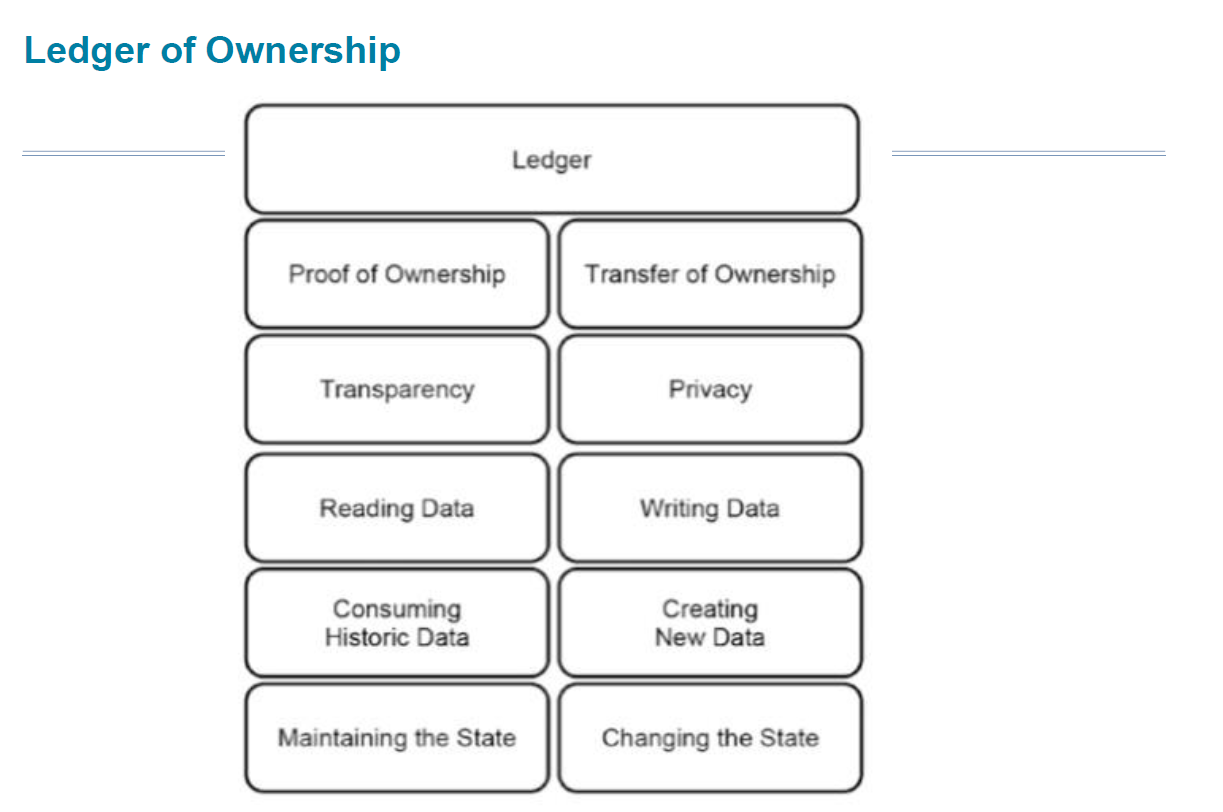 Ledger of Ownership
Ledger
Proof of Ownership
Transfer of Ownership
Transparency
Privacy
Reading Data
Writing Data
Consuming
Historic Data
Creating
New Data
Maintaining the State
Changing the State